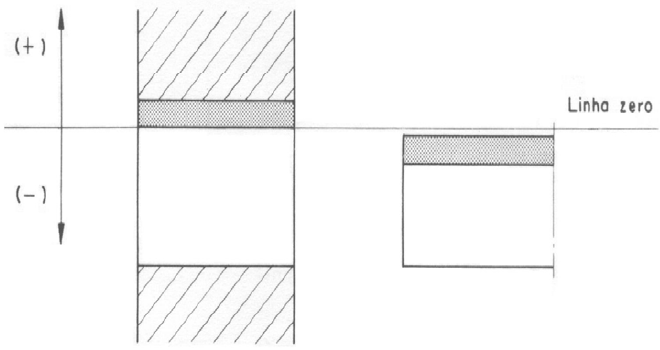 (+)
Linha zero
(-)